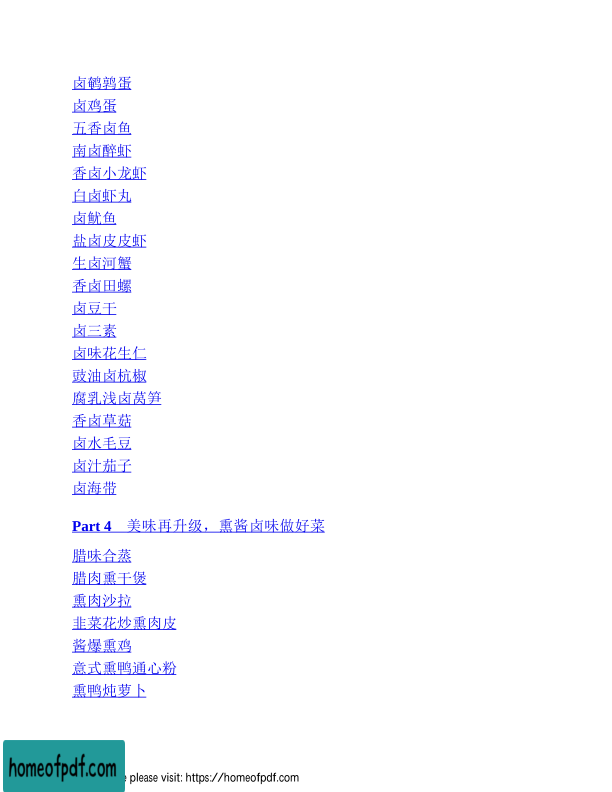 卤鹌鹑蛋
卤鸡蛋
五香卤鱼
南卤醉虾
香卤小龙虾
白卤虾丸
卤鱿鱼
盐卤皮皮虾
生卤河蟹
香卤田螺
卤豆干
卤三素
卤味花生仁
豉油卤杭椒
腐乳浅卤莴笋
香卤草菇
卤水毛豆
卤汁茄子
卤海带
Part 4 美味再升级，熏酱卤味做好菜
腊味合蒸
腊肉熏干煲
熏肉沙拉
韭菜花炒熏肉皮
酱爆熏鸡
意式熏鸭通心粉
熏鸭炖萝卜
homeofpdf.com
e please visit: https://homeofpdf.com